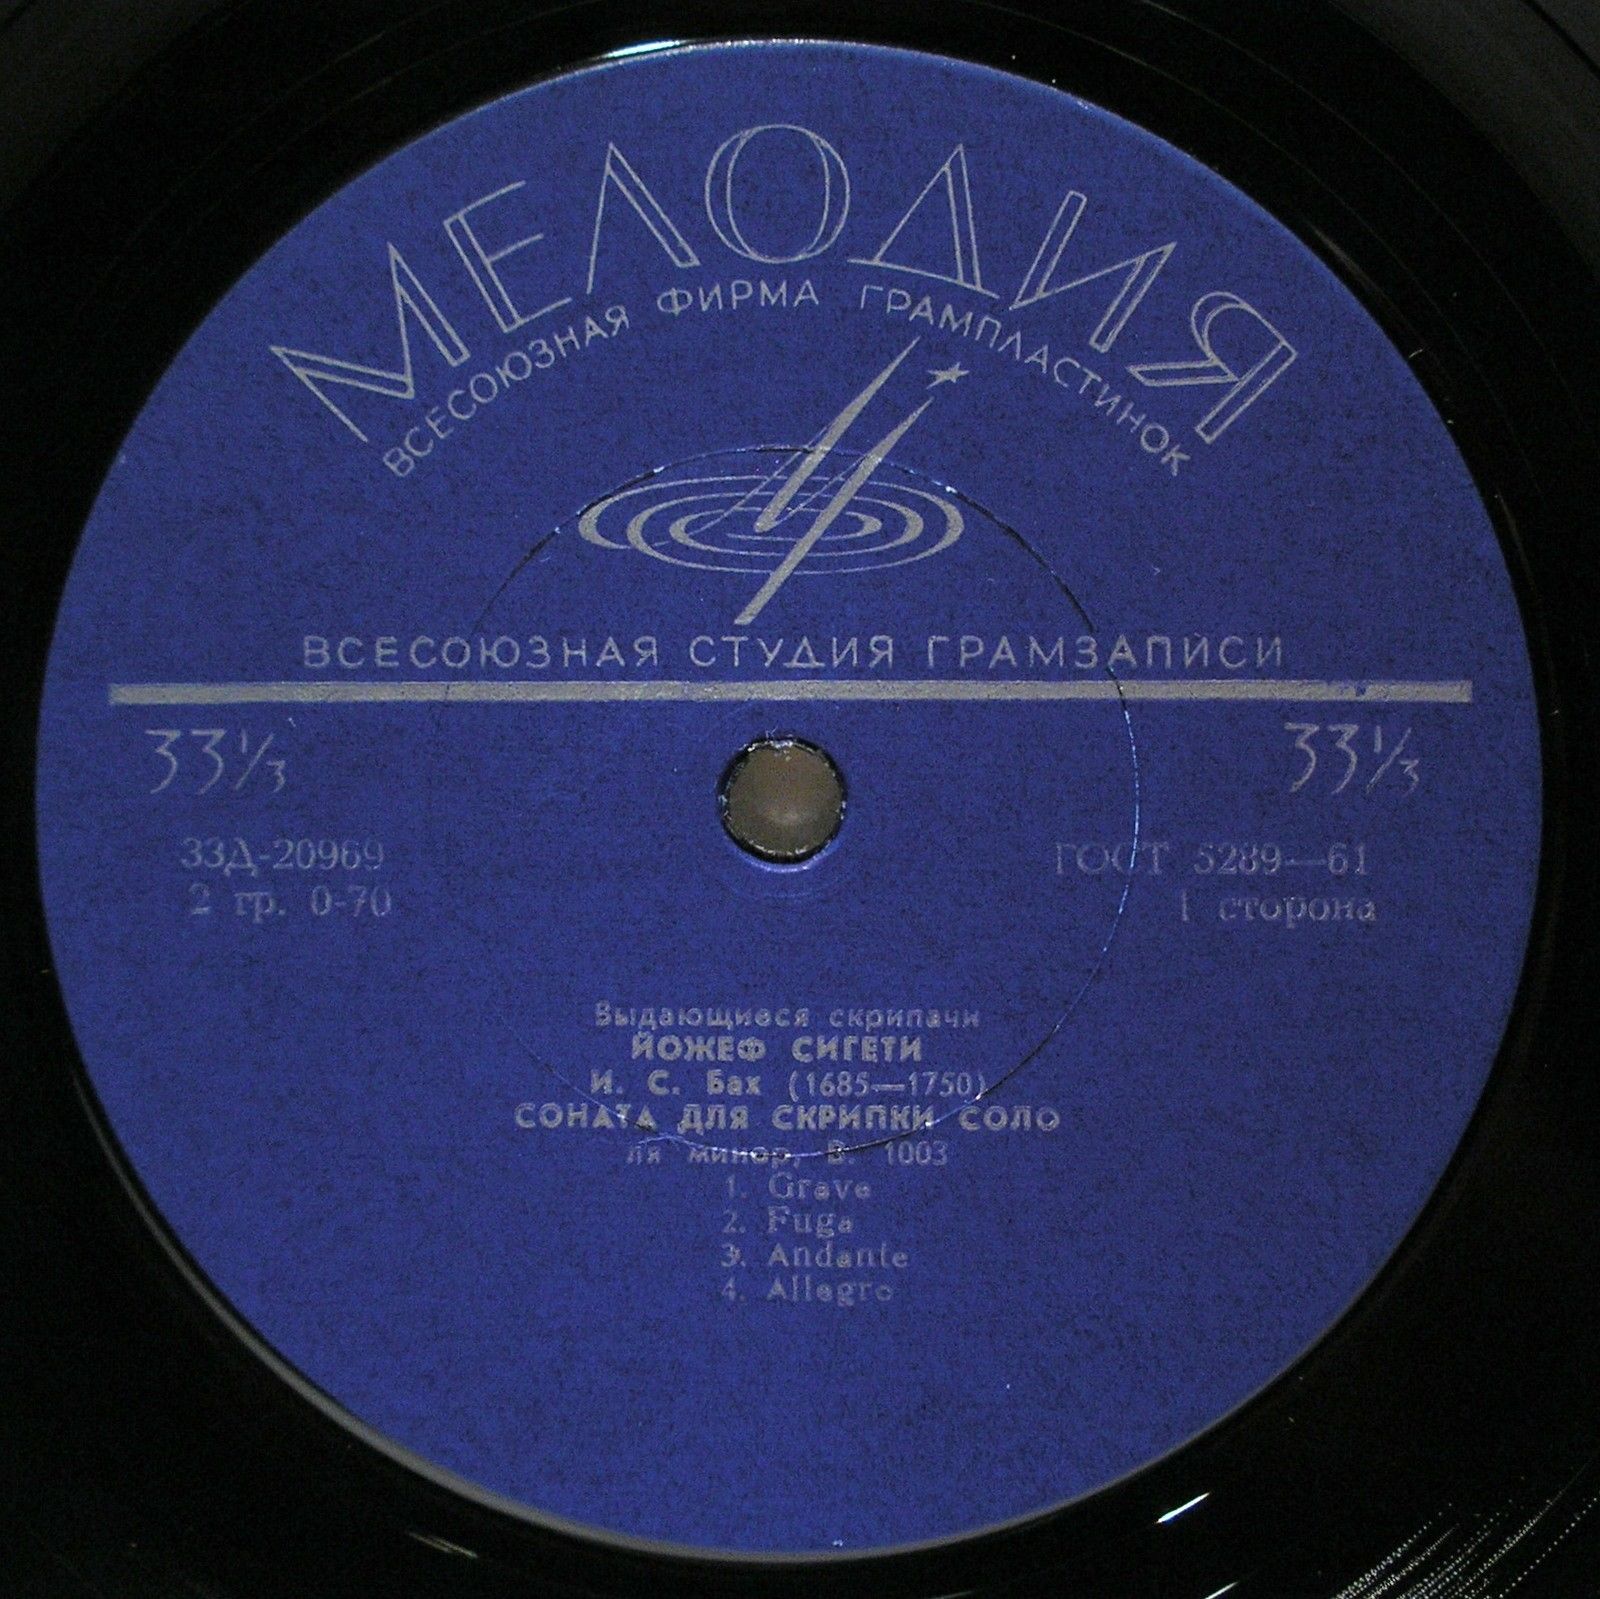 МЕЛОДИЯ
ВСЕСОЮЗНАЯ ФИРМА ГРАМПЛАСТИНОК
ВСЕСОЮЗНАЯ СТУДИЯ ГРАМЗАПИСИ
33⅓ 33⅓
33Д-20969 ГОСТ 5289—61
2 гр. 0-70 1 сторона
Выдающиеся скрипачи
ЙОЖЕФ СИГЕТИ
И. С. Бах (1685—1750)
СОНАТА ДЛЯ СКРИПКИ СОЛО
ля минор, В. 1003
1. Grave
2. Fuga
3. Andante
4. Allegro